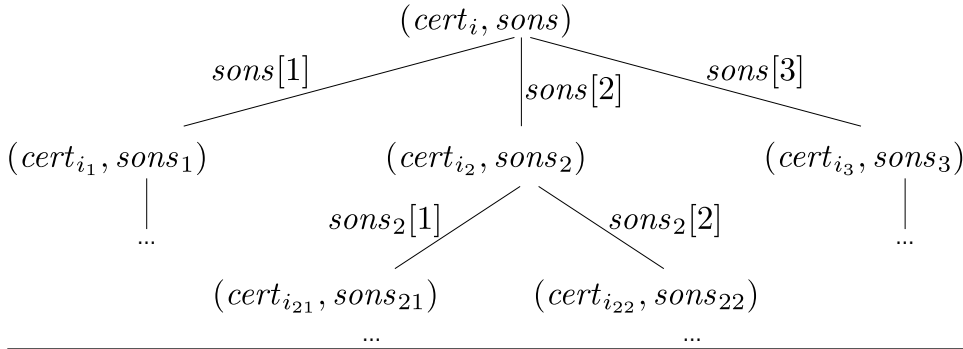 (cert_i, sons)
sons[1] sons[2] sons[3]
(cert_{i_1}, sons_1) (cert_{i_2}, sons_2) (cert_{i_3}, sons_3)
... sons_2[1] sons_2[2] ...
(cert_{i_{21}}, sons_{21}) (cert_{i_{22}}, sons_{22})
... ...